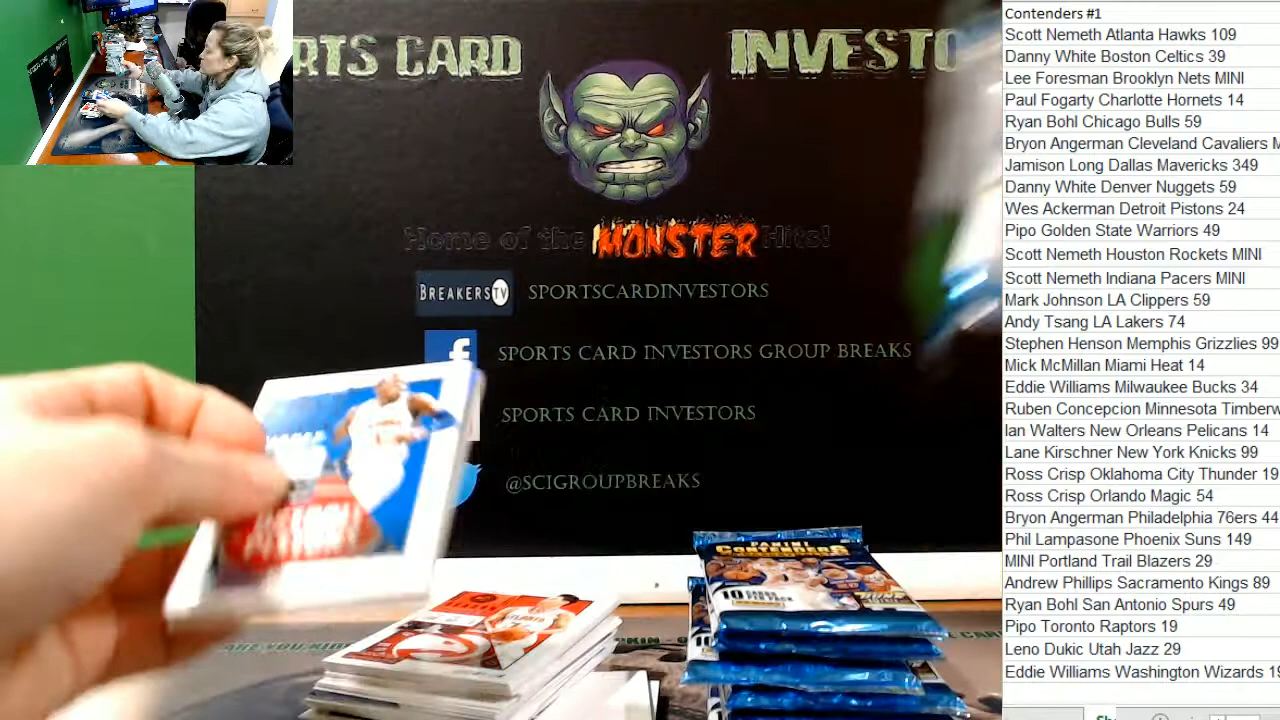 RTS CARD INVESTO
Home of the MONSTER Hits!
BREAKERSTV SPORTSCARDINVESTORS
f SPORTS CARD INVESTORS GROUP BREAKS
SPORTS CARD INVESTORS
@SCIGROUPBREAKS
PANINI
CONTENDERS
10
ATLANTA
Contenders #1
Scott Nemeth Atlanta Hawks 109
Danny White Boston Celtics 39
Lee Foresman Brooklyn Nets MINI
Paul Fogarty Charlotte Hornets 14
Ryan Bohl Chicago Bulls 59
Bryon Angerman Cleveland Cavaliers M
Jamison Long Dallas Mavericks 349
Danny White Denver Nuggets 59
Wes Ackerman Detroit Pistons 24
Pipo Golden State Warriors 49
Scott Nemeth Houston Rockets MINI
Scott Nemeth Indiana Pacers MINI
Mark Johnson LA Clippers 59
Andy Tsang LA Lakers 74
Stephen Henson Memphis Grizzlies 99
Mick McMillan Miami Heat 14
Eddie Williams Milwaukee Bucks 34
Ruben Concepcion Minnesota Timberw
Ian Walters New Orleans Pelicans 14
Lane Kirschner New York Knicks 99
Ross Crisp Oklahoma City Thunder 19
Ross Crisp Orlando Magic 54
Bryon Angerman Philadelphia 76ers 44
Phil Lampasone Phoenix Suns 149
MINI Portland Trail Blazers 29
Andrew Phillips Sacramento Kings 89
Ryan Bohl San Antonio Spurs 49
Pipo Toronto Raptors 19
Leno Dukic Utah Jazz 29
Eddie Williams Washington Wizards 19